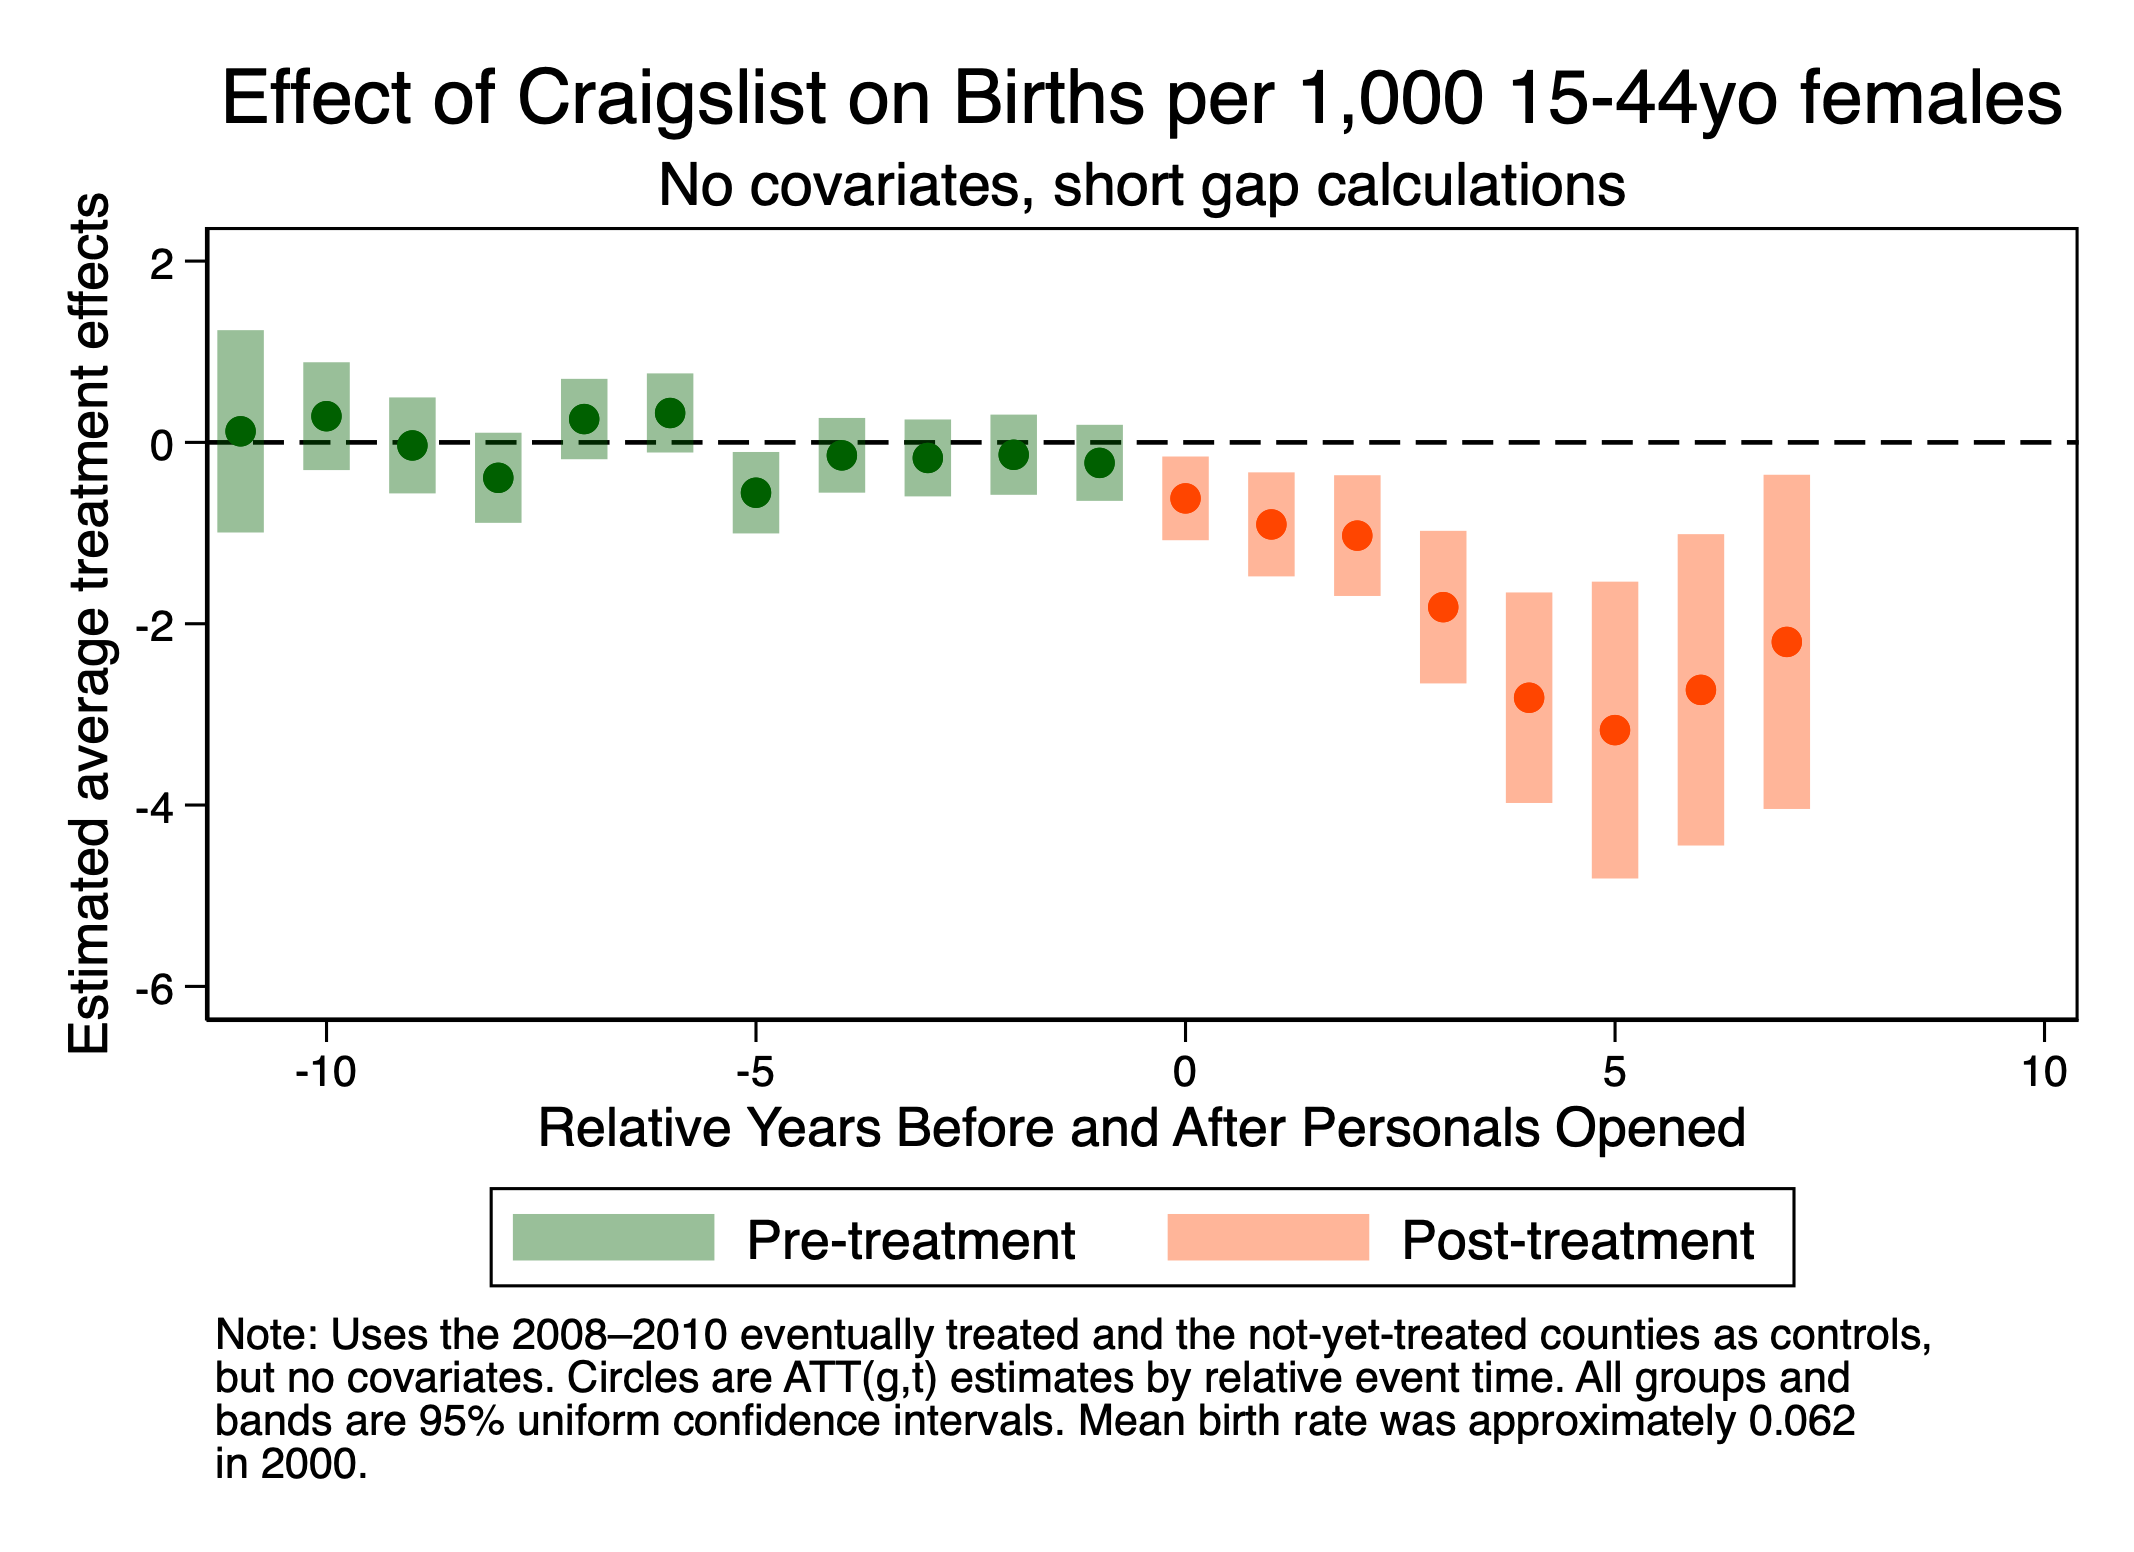 Effect of Craigslist on Births per 1,000 15-44yo females
No covariates, short gap calculations
Estimated average treatment effects
2
0
-2
-4
-6
-10
-5
0
5
10
Relative Years Before and After Personals Opened
Pre-treatment
Post-treatment
Note: Uses the 2008–2010 eventually treated and the not-yet-treated counties as controls,
but no covariates. Circles are ATT(g,t) estimates by relative event time. All groups and
bands are 95% uniform confidence intervals. Mean birth rate was approximately 0.062
in 2000.